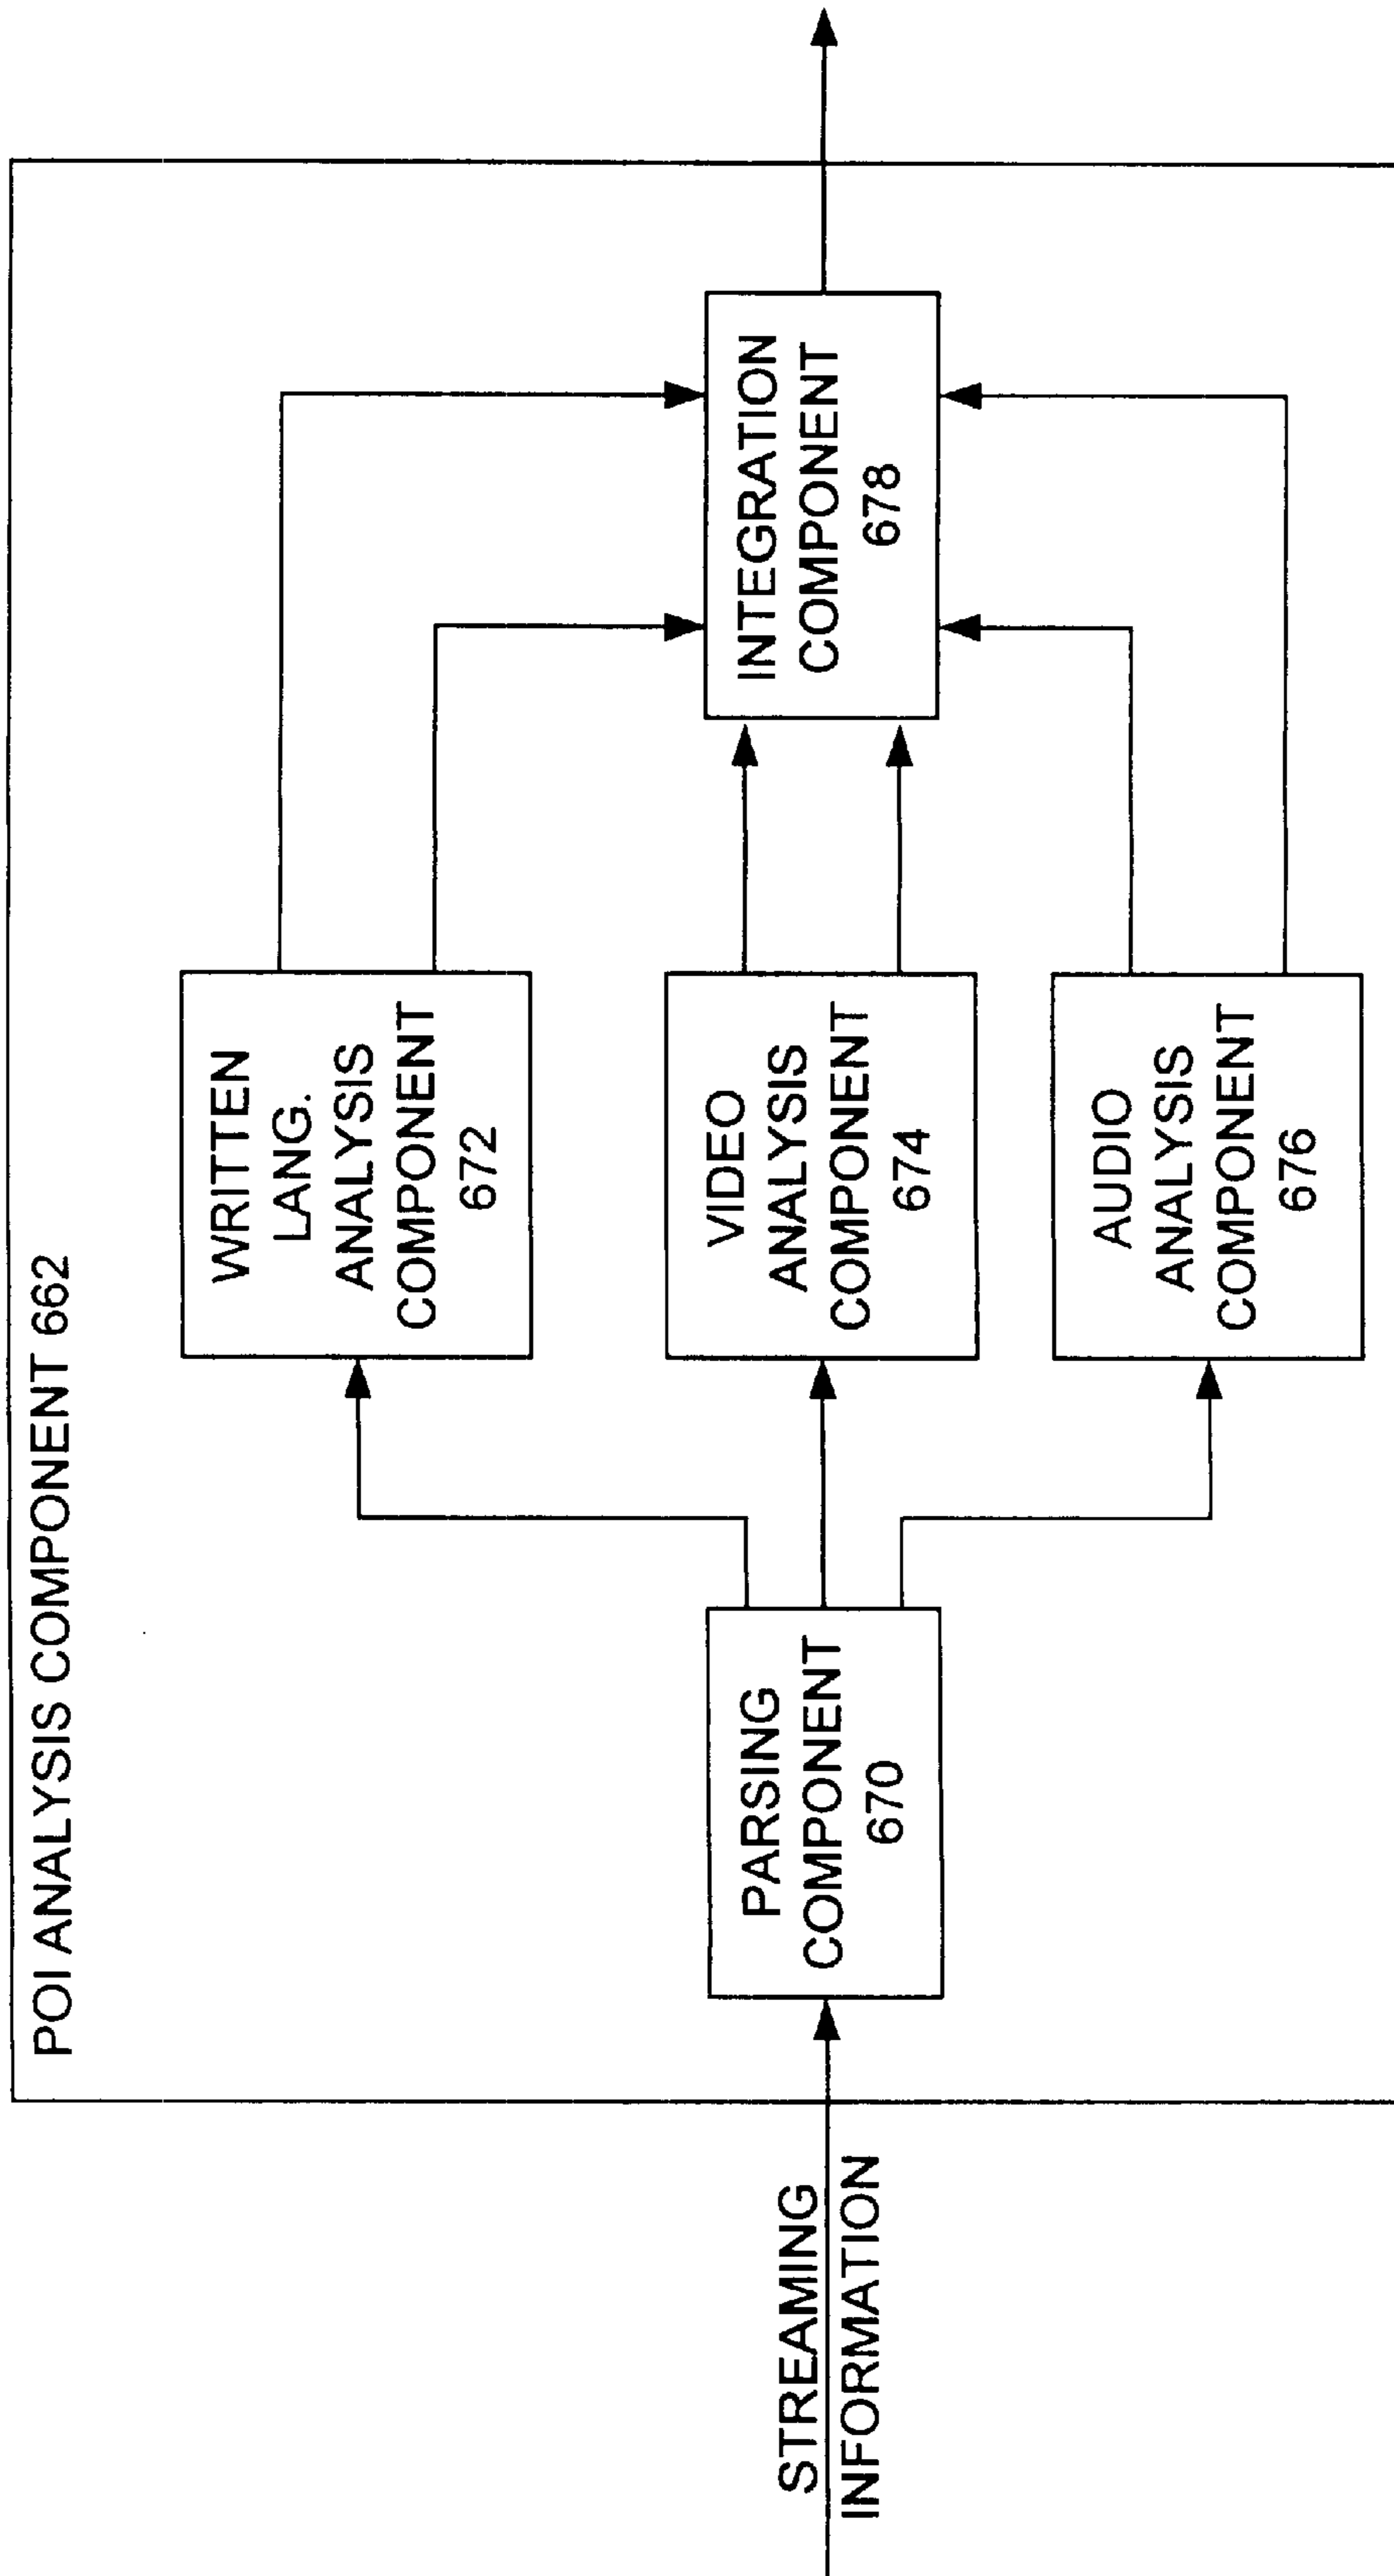 POI ANALYSIS COMPONENT 662
STREAMING
INFORMATION
PARSING
COMPONENT
670
WRITTEN
LANG.
ANALYSIS
COMPONENT
672
VIDEO
ANALYSIS
COMPONENT
674
AUDIO
ANALYSIS
COMPONENT
676
INTEGRATION
COMPONENT
678